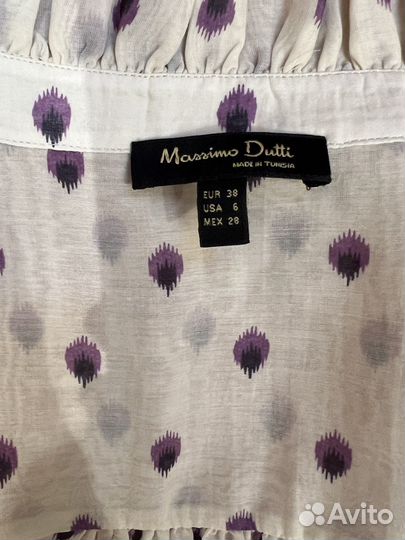 Massimo Dutti
MADE IN TUNISIA
EUR 38
USA 6
MEX 28
Avito